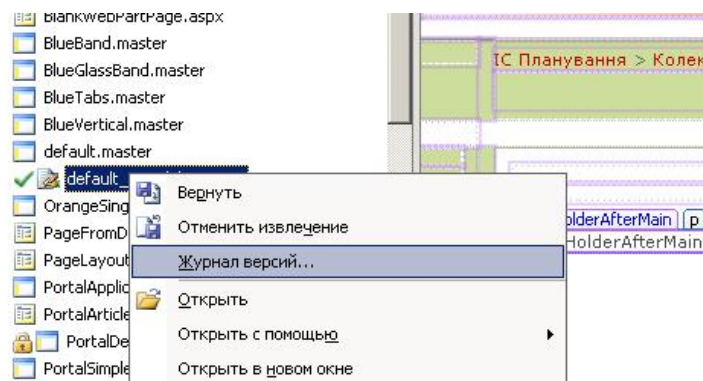 BlankWebPartPage.aspx
BlueBand.master
BlueGlassBand.master
BlueTabs.master
BlueVertical.master
default.master
default_
OrangeSing
PageFromD
PageLayout
PortalApplic
PortalArticle
PortalDe
PortalSimple
Вернуть
Отменить извлечение
Журнал версий...
Открыть
Открыть с помощью
Открыть в новом окне
ІС Планування > Колек
olderAfterMain p
HolderAfterMain